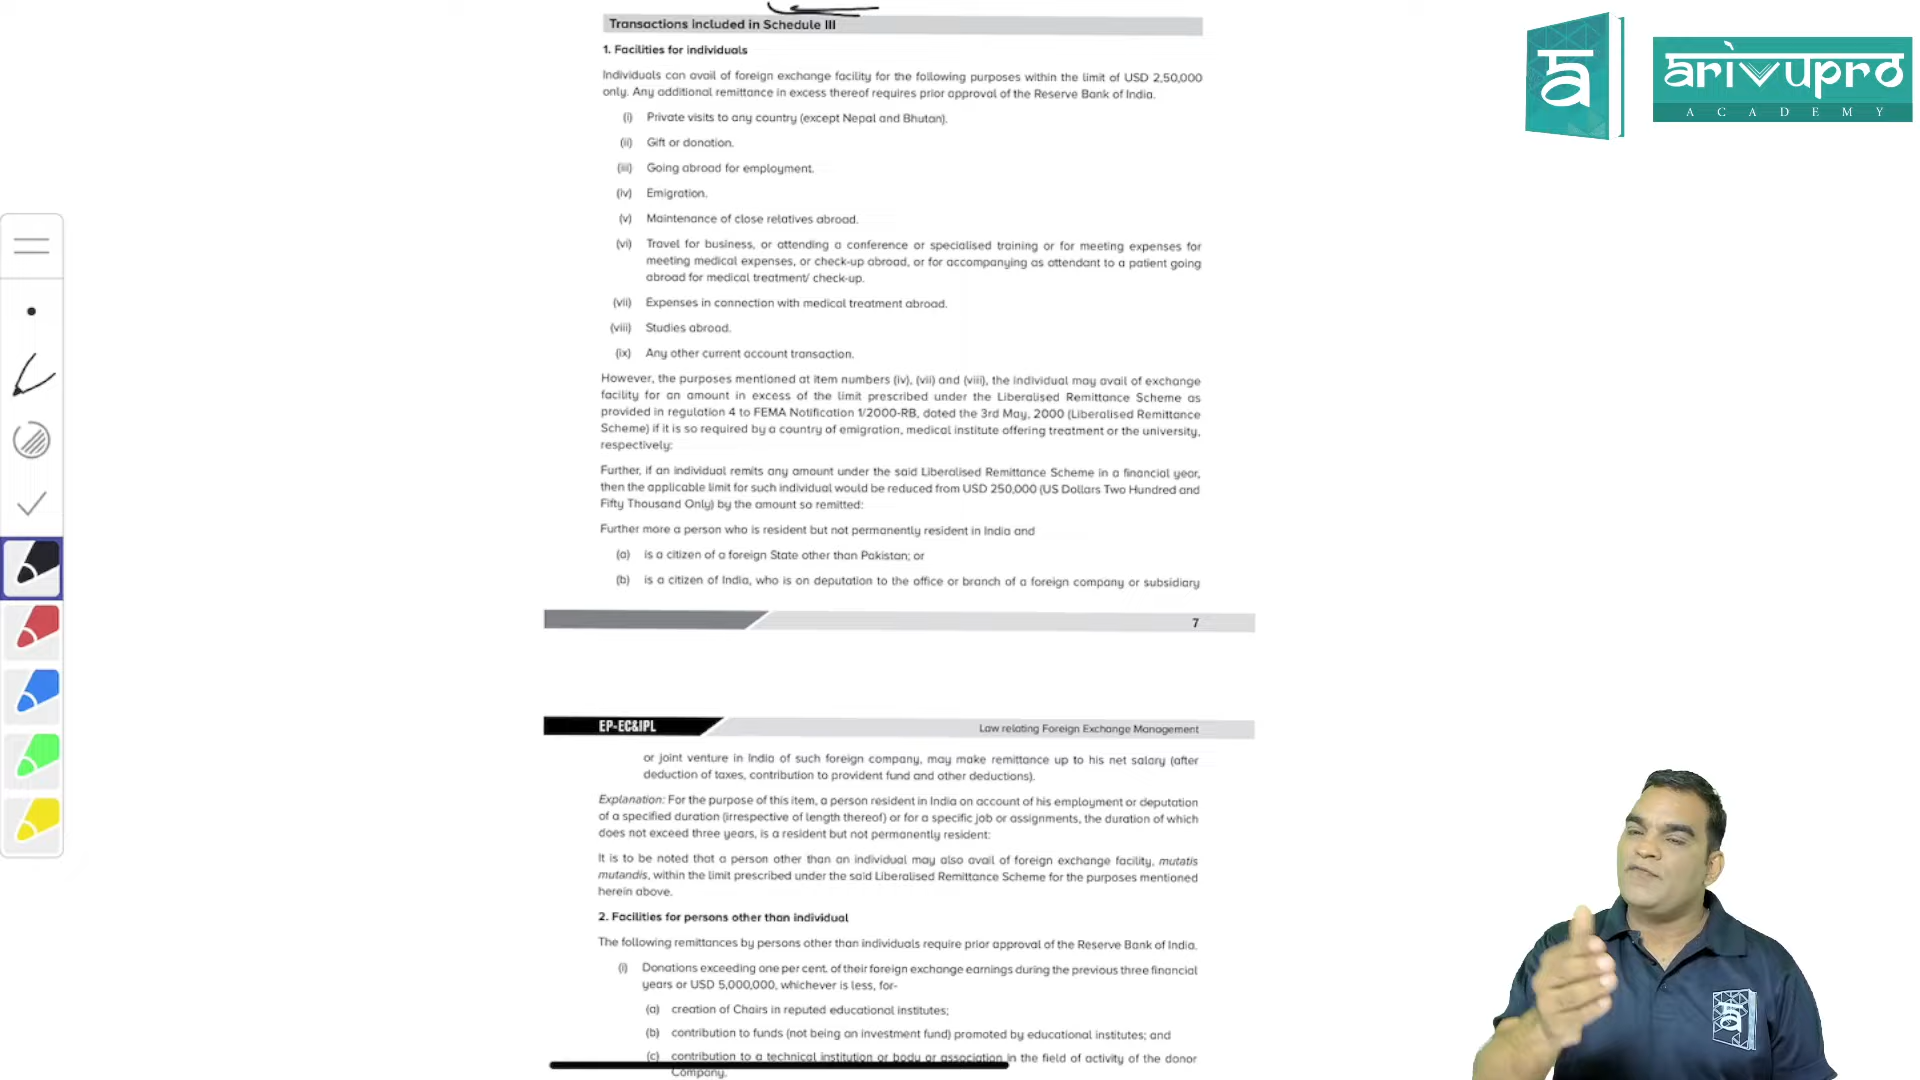 Transactions included in Schedule III
1. Facilities for individuals
Individuals can avail of foreign exchange facility for the following purposes within the limit of USD 2,50,000
only. Any additional remittance in excess thereof requires prior approval of the Reserve Bank of India.
(i) Private visits to any country (except Nepal and Bhutan).
(ii) Gift or donation.
(iii) Going abroad for employment.
(iv) Emigration.
(v) Maintenance of close relatives abroad.
(vi) Travel for business, or attending a conference or specialised training or for meeting expenses for
meeting medical expenses, or check-up abroad, or for accompanying as attendant to a patient going
abroad for medical treatment/ check-up.
(vii) Expenses in connection with medical treatment abroad.
(viii) Studies abroad.
(ix) Any other current account transaction.
However, the purposes mentioned at item numbers (iv), (vii) and (viii), the individual may avail of exchange
facility for an amount in excess of the limit prescribed under the Liberalised Remittance Scheme as
provided in regulation 4 to FEMA Notification 1/2000-RB, dated the 3rd May, 2000 (Liberalised Remittance
Scheme) if it is so required by a country of emigration, medical institute offering treatment or the university,
respectively:
Further, if an individual remits any amount under the said Liberalised Remittance Scheme in a financial year,
then the applicable limit for such individual would be reduced from USD 250,000 (US Dollars Two Hundred and
Fifty Thousand Only) by the amount so remitted:
Further more a person who is resident but not permanently resident in India and
(a) is a citizen of a foreign State other than Pakistan; or
(b) is a citizen of India, who is on deputation to the office or branch of a foreign company or subsidiary
7
EP-EC&IPL Law relating Foreign Exchange Management
or joint venture in India of such foreign company, may make remittance up to his net salary (after
deduction of taxes, contribution to provident fund and other deductions).
Explanation: For the purpose of this item, a person resident in India on account of his employment or deputation
of a specified duration (irrespective of length thereof) or for a specific job or assignments, the duration of which
does not exceed three years, is a resident but not permanently resident:
It is to be noted that a person other than an individual may also avail of foreign exchange facility, mutatis
mutandis, within the limit prescribed under the said Liberalised Remittance Scheme for the purposes mentioned
herein above.
2. Facilities for persons other than individual
The following remittances by persons other than individuals require prior approval of the Reserve Bank of India.
(i) Donations exceeding one per cent. of their foreign exchange earnings during the previous three financial
years or USD 5,000,000, whichever is less, for-
(a) creation of Chairs in reputed educational institutes;
(b) contribution to funds (not being an investment fund) promoted by educational institutes; and
(c) contribution to a technical institution or body or association in the field of activity of the donor
Company.
arivupro
ACADEMY